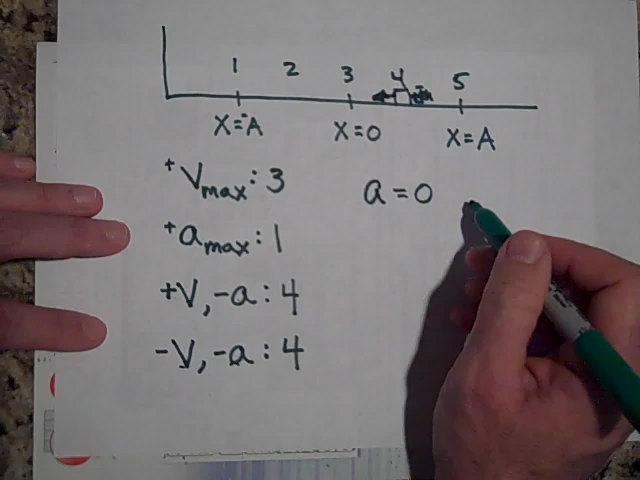 1 2 3 4 5
X=-A X=0 X=A
+Vmax: 3
a=0
+amax: 1
+V,-a: 4
-V,-a: 4